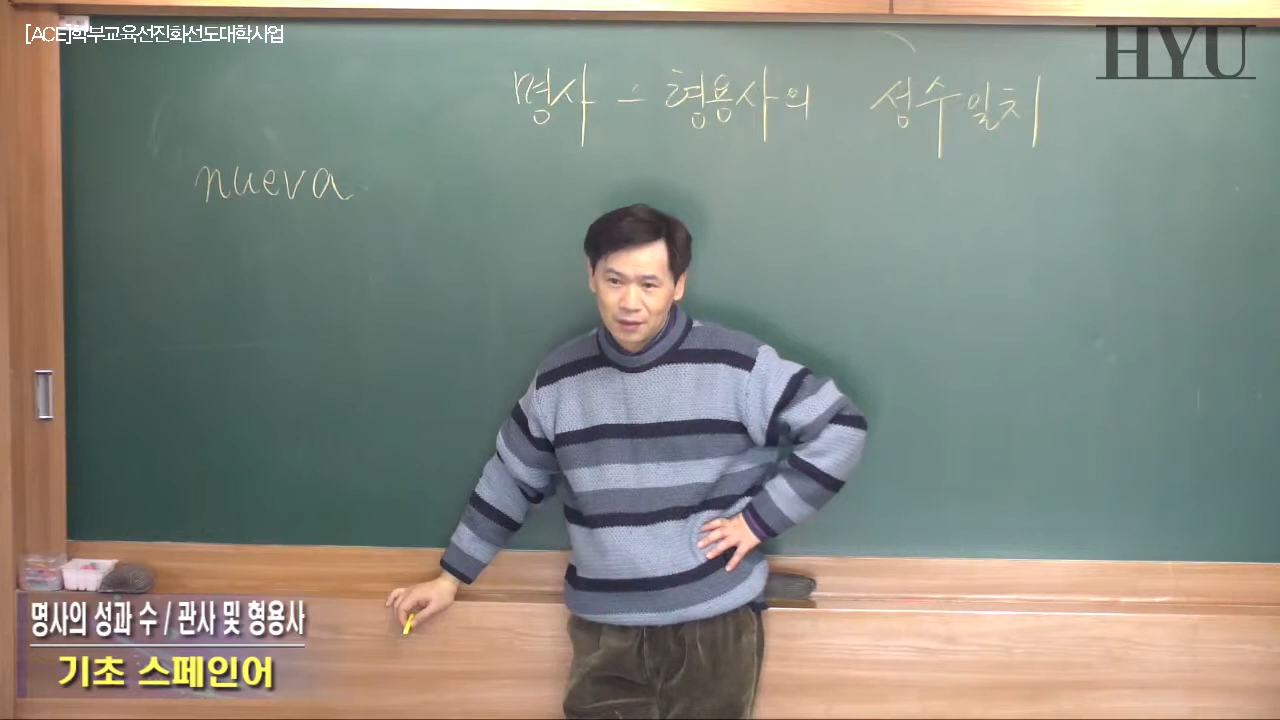 [ACE]학부교육선진화선도대학사업
HYU
명사 - 형용사의 성수일치
nueva
명사의 성과 수 / 관사 및 형용사
기초 스페인어